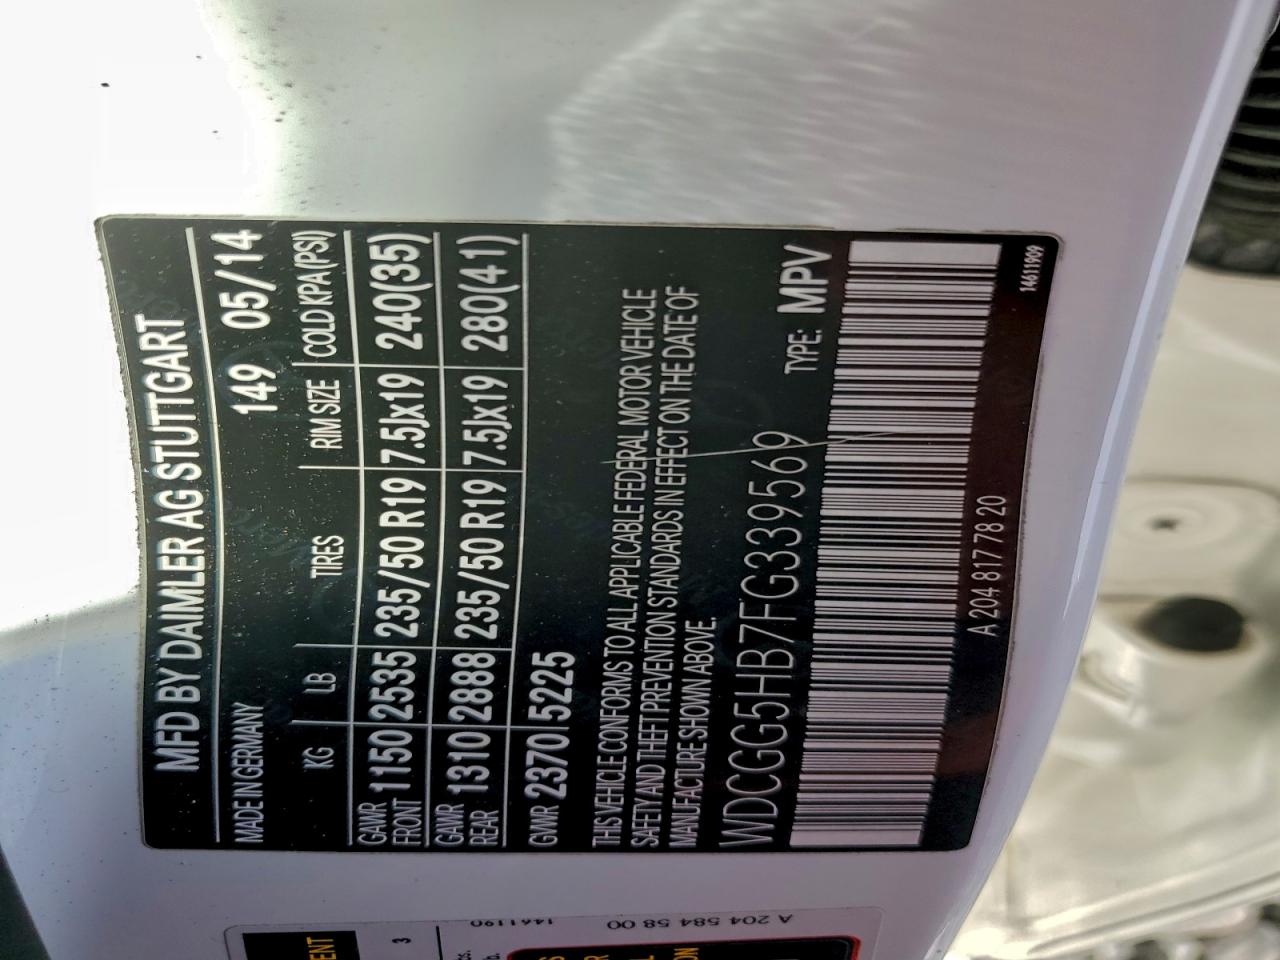 MFD BY DAIMLER AG STUTTGART
MADE IN GERMANY 149 05/14
KG LB TIRES RIM SIZE COLD KPA(PSI)
GAWR FRONT 1150 2535 235/50 R19 7.5Jx19 240(35)
GAWR REAR 1310 2888 235/50 R19 7.5Jx19 280(41)
GWR 2370 5225
THIS VEHICLE CONFORMS TO ALL APPLICABLE FEDERAL MOTOR VEHICLE
SAFETY AND THEFT PREVENTION STANDARDS IN EFFECT ON THE DATE OF
MANUFACTURE SHOWN ABOVE.
WDCGG5HB7FG339569 TYPE: MPV
A 204 817 78 20
14611909
A 204 584 58 00
1461190
3